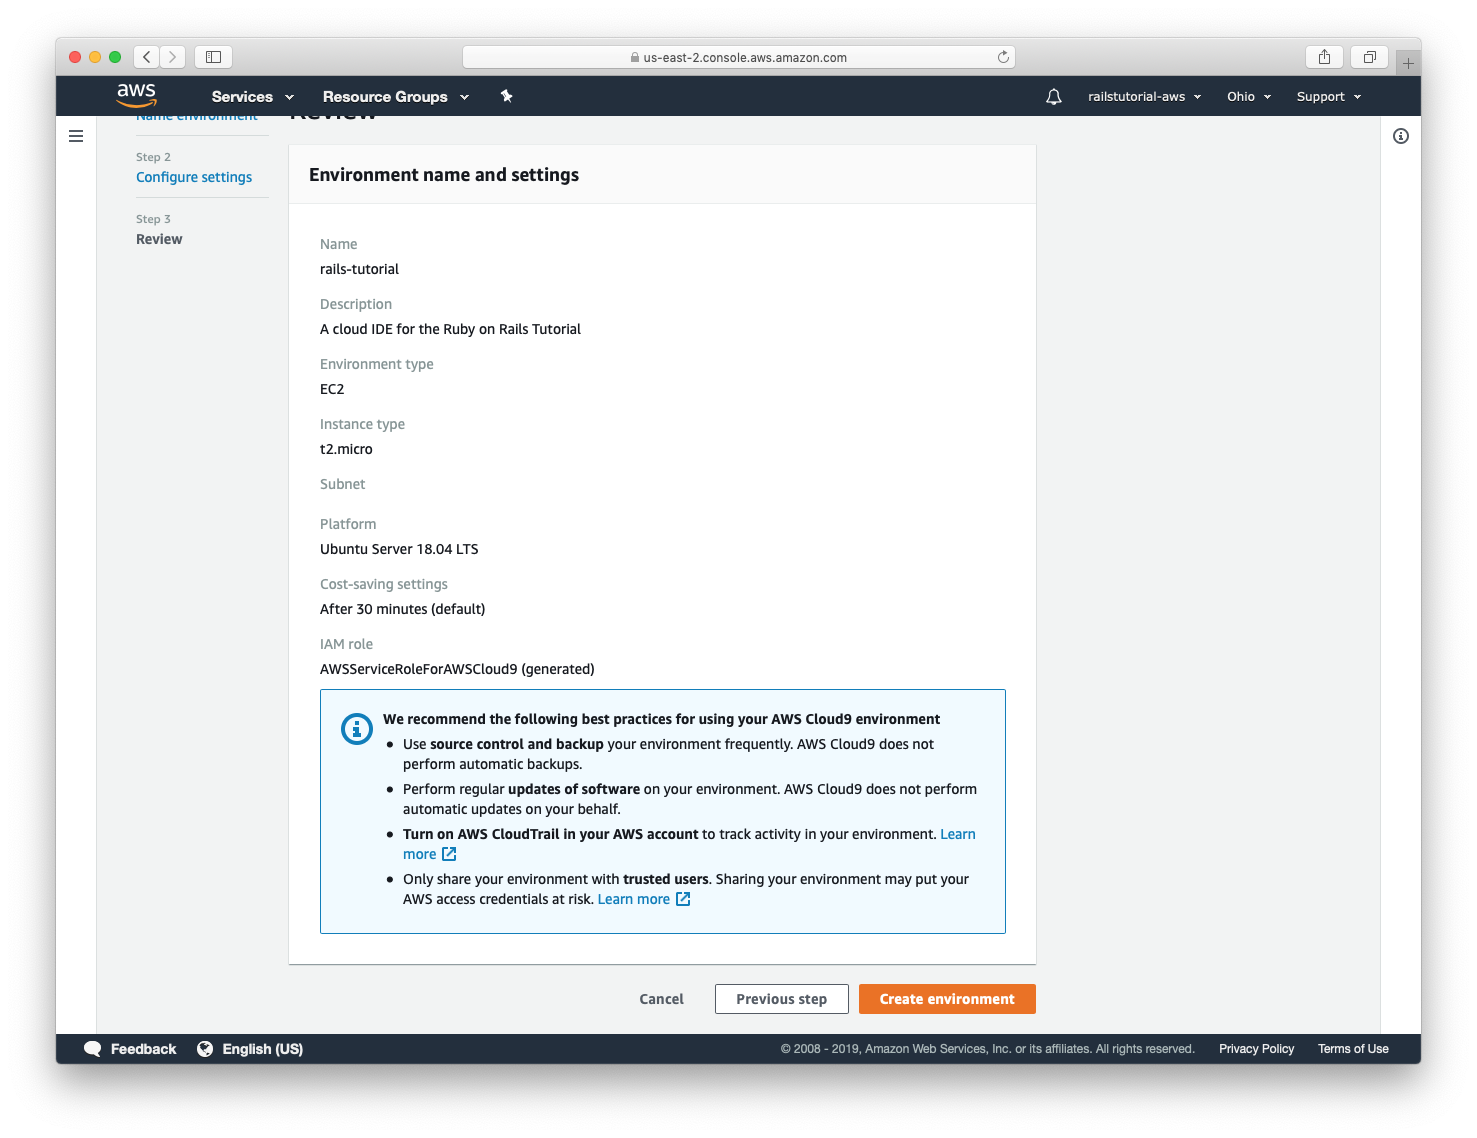 us-east-2.console.aws.amazon.com
aws Services Resource Groups railstutorial-aws Ohio Support
Name environment
Review
Step 2
Configure settings
Step 3
Review
Environment name and settings
Name
rails-tutorial
Description
A cloud IDE for the Ruby on Rails Tutorial
Environment type
EC2
Instance type
t2.micro
Subnet
Platform
Ubuntu Server 18.04 LTS
Cost-saving settings
After 30 minutes (default)
IAM role
AWSServiceRoleForAWSCloud9 (generated)
We recommend the following best practices for using your AWS Cloud9 environment
• Use source control and backup your environment frequently. AWS Cloud9 does not
perform automatic backups.
• Perform regular updates of software on your environment. AWS Cloud9 does not perform
automatic updates on your behalf.
• Turn on AWS CloudTrail in your AWS account to track activity in your environment. Learn
more
• Only share your environment with trusted users. Sharing your environment may put your
AWS access credentials at risk. Learn more
Cancel Previous step Create environment
Feedback English (US) © 2008 - 2019, Amazon Web Services, Inc. or its affiliates. All rights reserved. Privacy Policy Terms of Use